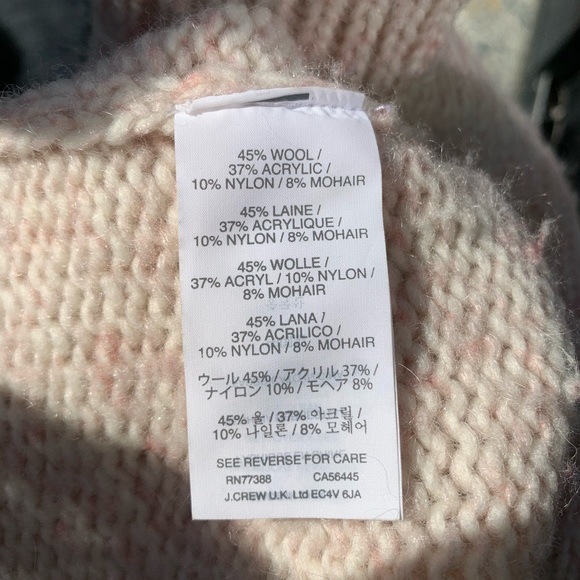 45% WOOL /
37% ACRYLIC /
10% NYLON / 8% MOHAIR
45% LAINE /
37% ACRYLIQUE /
10% NYLON / 8% MOHAIR
45% WOLLE /
37% ACRYL / 10% NYLON /
8% MOHAIR
45% LANA /
37% ACRILICO /
10% NYLON / 8% MOHAIR
ウール 45% / アクリル 37% /
ナイロン 10% / モヘア 8%
45% 울 / 37% 아크릴 /
10% 나일론 / 8% 모헤어
SEE REVERSE FOR CARE
RN77388 CA56445
J.CREW U.K. Ltd EC4V 6JA